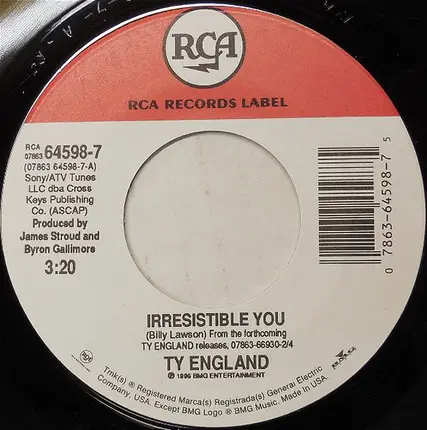 RCA
RCA RECORDS LABEL
RCA
07863 64598-7
(07863 64598-7-A)
Sony/ATV Tunes
LLC dba Cross
Keys Publishing
Co. (ASCAP)
Produced by
James Stroud and
Byron Gallimore
3:20
0 7863-64598-7 5
IRRESISTIBLE YOU
(Billy Lawson) From the forthcoming
TY ENGLAND releases, 07863-66930-2/4
TY ENGLAND
℗ 1996 BMG ENTERTAINMENT
RCA
Tmk(s) ® Registered Marca(s) Registrada(s) General Electric
Company, USA. Except BMG Logo ® BMG Music. Made in USA.